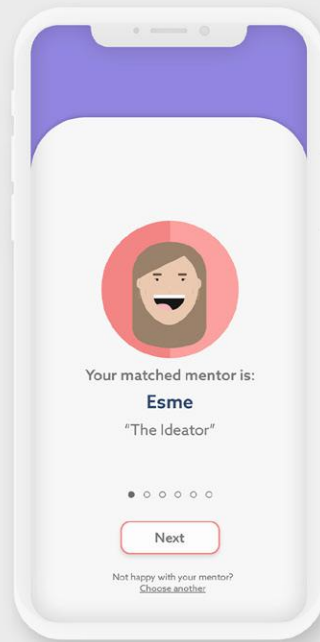 Your matched mentor is:
Esme
"The Ideator"
Next
Not happy with your mentor?
Choose another